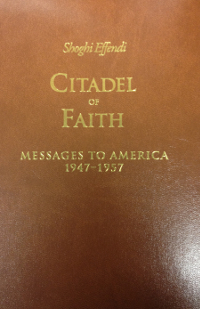 Shoghi Effendi
CITADEL
OF
FAITH
MESSAGES TO AMERICA
1947-1957